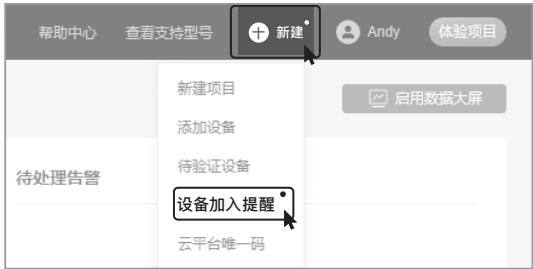 帮助中心 查看支持型号 新建 Andy 体验项目
新建项目
启用数据大屏
添加设备
待验证设备
待处理告警
设备加入提醒
云平台唯一码